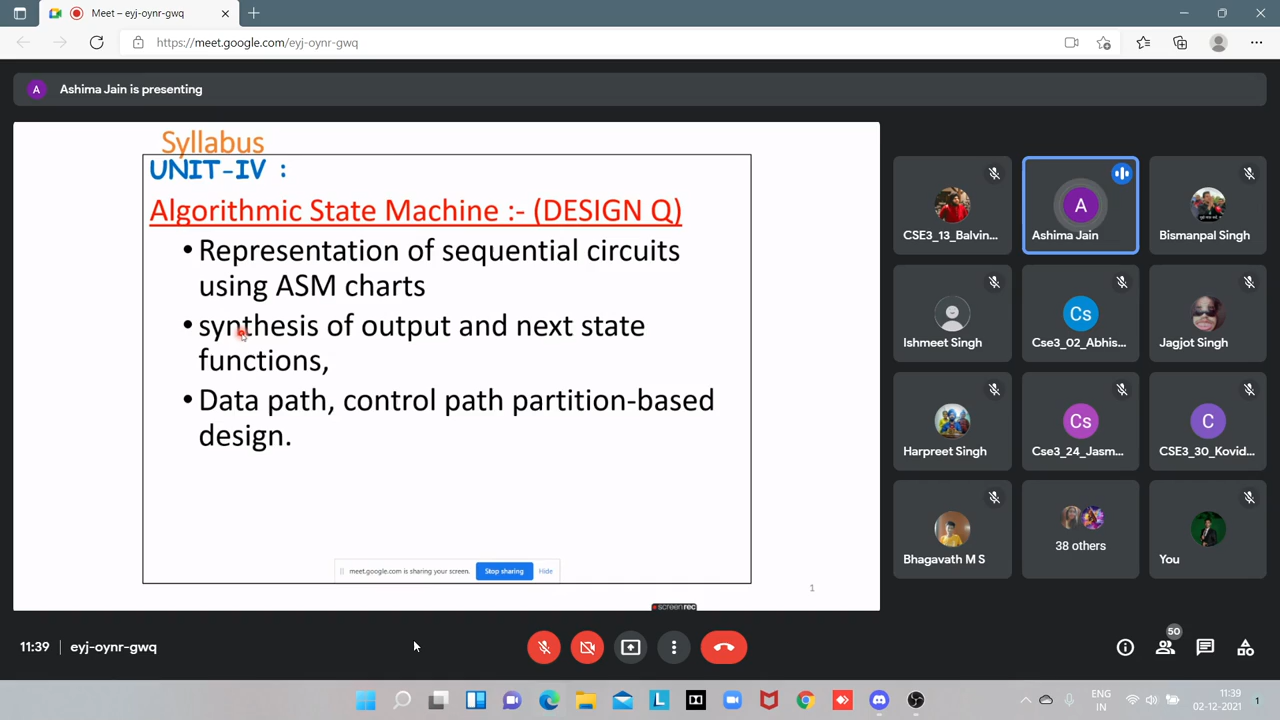 Meet – eyj-oynr-gwq
https://meet.google.com/eyj-oynr-gwq
A
Ashima Jain is presenting
Syllabus
UNIT-IV :
Algorithmic State Machine :- (DESIGN Q)
• Representation of sequential circuits
using ASM charts
• synthesis of output and next state
functions,
• Data path, control path partition-based
design.
meet.google.com is sharing your screen.
Stop sharing
Hide
1
screenrec
CSE3_13_Balvin...
A
Ashima Jain
Bismanpal Singh
Ishmeet Singh
Cs
Cse3_02_Abhis...
Jagjot Singh
Harpreet Singh
Cs
Cse3_24_Jasm...
C
CSE3_30_Kovid...
Bhagavath M S
38 others
You
11:39
eyj-oynr-gwq
50
L
ENG
IN
11:39
02-12-2021
1